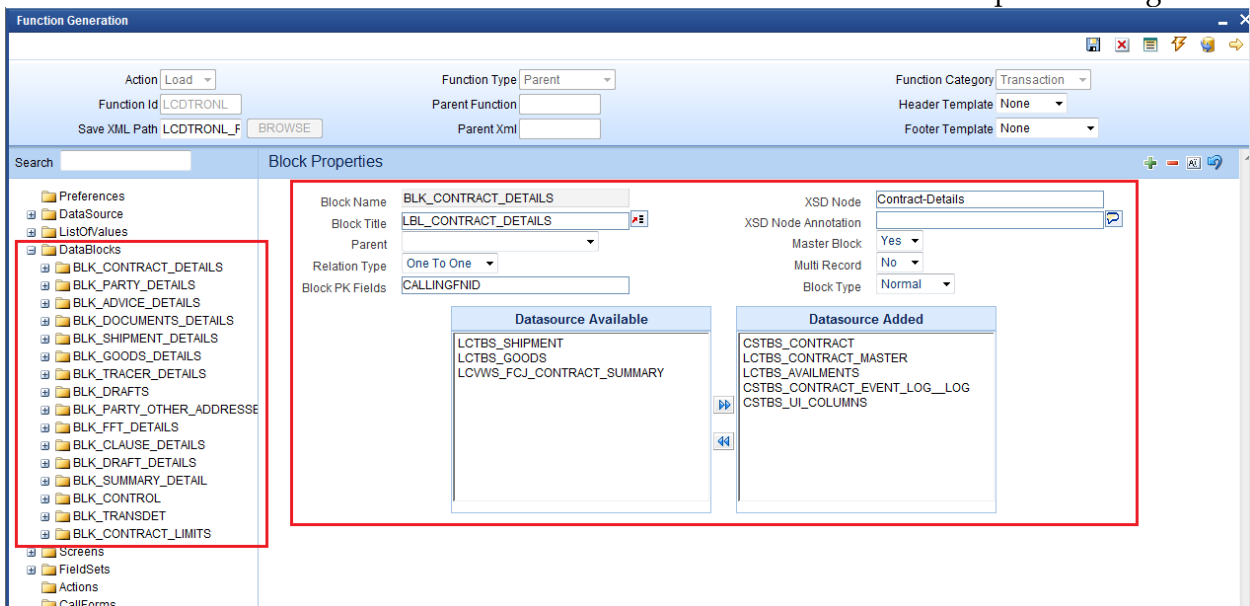 Function Generation
Action Load
Function Type Parent
Function Category Transaction
Function Id LCDTRONL
Parent Function
Header Template None
Save XML Path LCDTRONL_F BROWSE
Parent Xml
Footer Template None
Search
Block Properties
Preferences
DataSource
ListOfValues
DataBlocks
BLK_CONTRACT_DETAILS
BLK_PARTY_DETAILS
BLK_ADVICE_DETAILS
BLK_DOCUMENTS_DETAILS
BLK_SHIPMENT_DETAILS
BLK_GOODS_DETAILS
BLK_TRACER_DETAILS
BLK_DRAFTS
BLK_PARTY_OTHER_ADDRESSE
BLK_FFT_DETAILS
BLK_CLAUSE_DETAILS
BLK_DRAFT_DETAILS
BLK_SUMMARY_DETAIL
BLK_CONTROL
BLK_TRANSDET
BLK_CONTRACT_LIMITS
Screens
FieldSets
Actions
CallForms
Block Name BLK_CONTRACT_DETAILS
XSD Node Contract-Details
Block Title LBL_CONTRACT_DETAILS
XSD Node Annotation
Parent
Master Block Yes
Relation Type One To One
Multi Record No
Block PK Fields CALLINGFNID
Block Type Normal
Datasource Available
LCTBS_SHIPMENT
LCTBS_GOODS
LCVWS_FCJ_CONTRACT_SUMMARY
Datasource Added
CSTBS_CONTRACT
LCTBS_CONTRACT_MASTER
LCTBS_AVAILMENTS
CSTBS_CONTRACT_EVENT_LOG__LOG
CSTBS_UI_COLUMNS